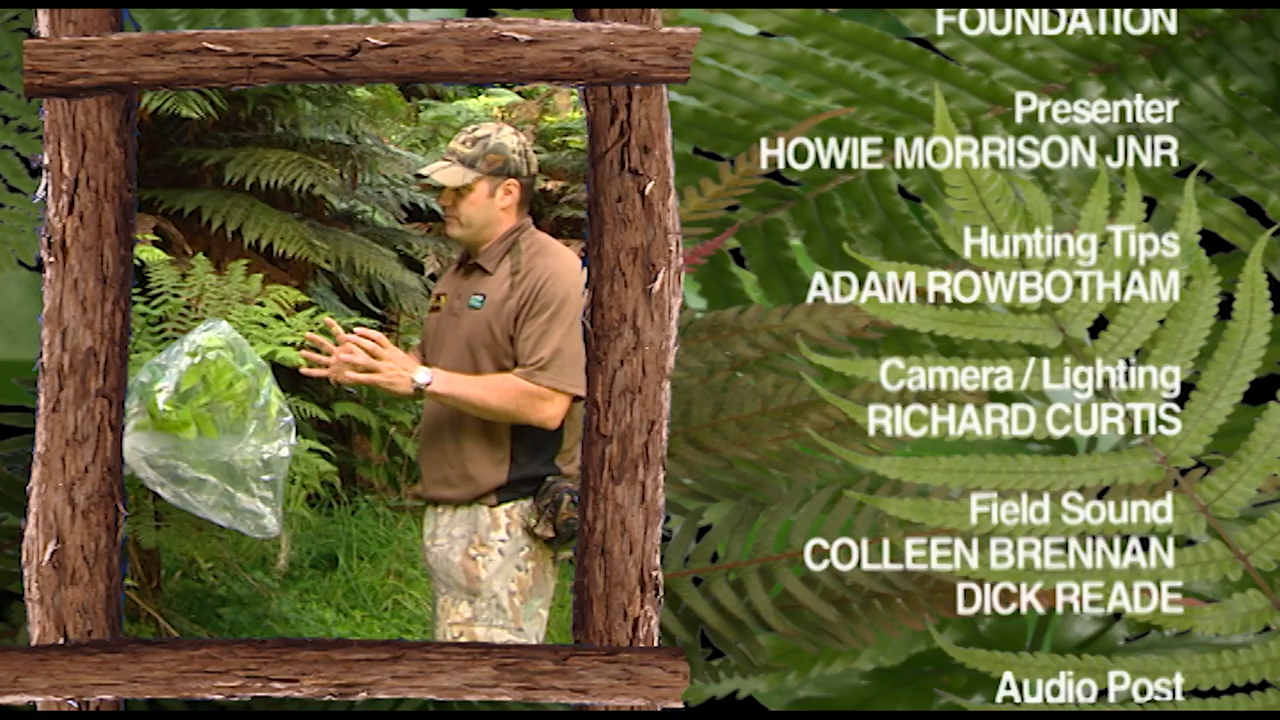 FOUNDATION
Presenter
HOWIE MORRISON JNR
Hunting Tips
ADAM ROWBOTHAM
Camera / Lighting
RICHARD CURTIS
Field Sound
COLLEEN BRENNAN
DICK READE
Audio Post